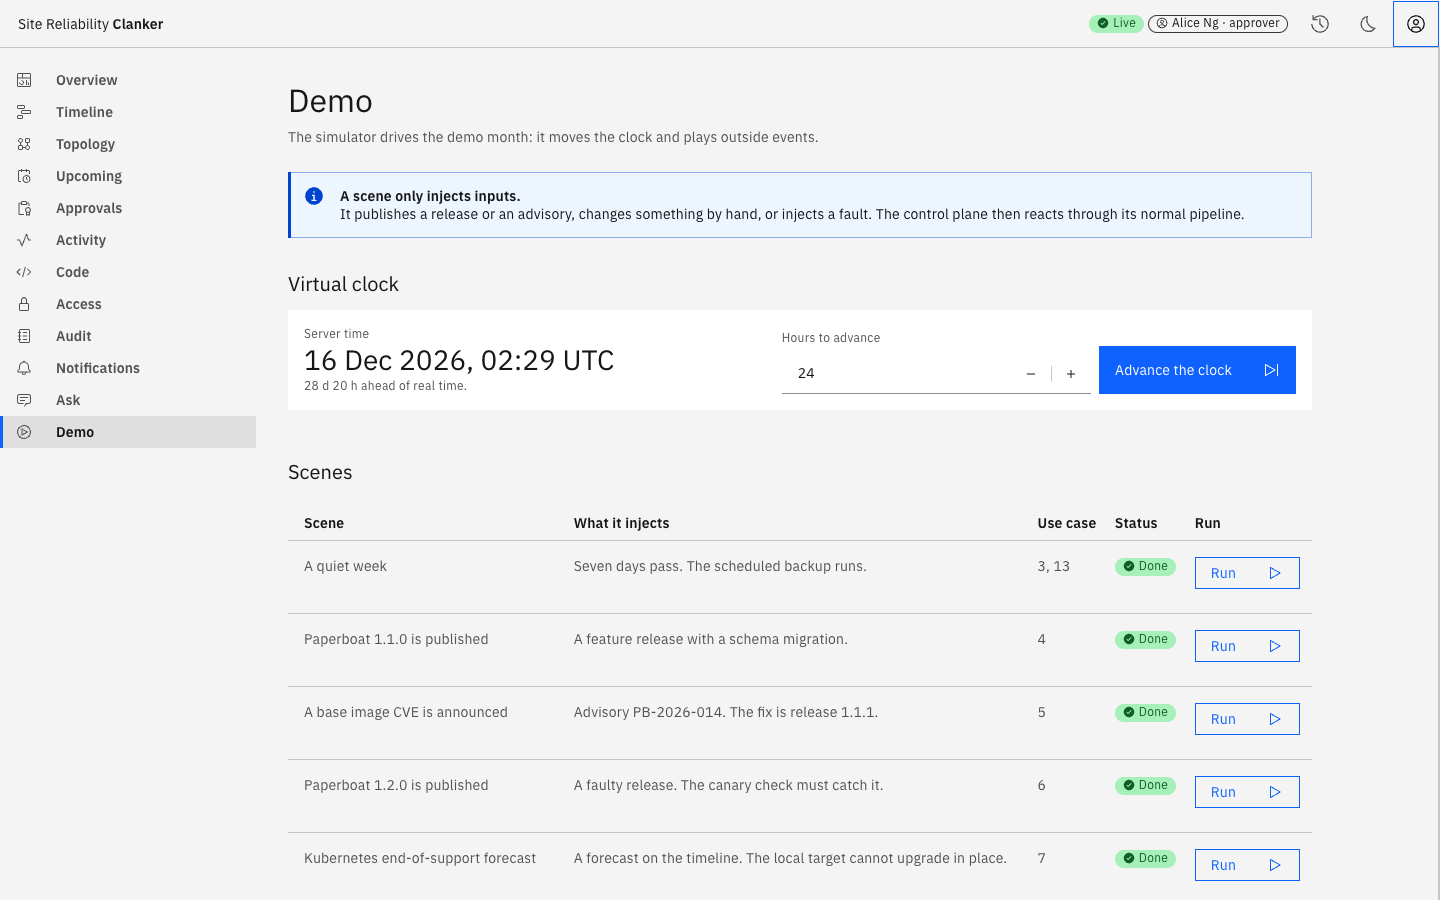 Site Reliability Clanker
Live
Alice Ng · approver
Overview
Timeline
Topology
Upcoming
Approvals
Activity
Code
Access
Audit
Notifications
Ask
Demo
Demo
The simulator drives the demo month: it moves the clock and plays outside events.
A scene only injects inputs.
It publishes a release or an advisory, changes something by hand, or injects a fault. The control plane then reacts through its normal pipeline.
Virtual clock
Server time
16 Dec 2026, 02:29 UTC
28 d 20 h ahead of real time.
Hours to advance
24
Advance the clock
Scenes
Scene What it injects Use case Status Run
A quiet week Seven days pass. The scheduled backup runs. 3, 13 Done Run
Paperboat 1.1.0 is published A feature release with a schema migration. 4 Done Run
A base image CVE is announced Advisory PB-2026-014. The fix is release 1.1.1. 5 Done Run
Paperboat 1.2.0 is published A faulty release. The canary check must catch it. 6 Done Run
Kubernetes end-of-support forecast A forecast on the timeline. The local target cannot upgrade in place. 7 Done Run